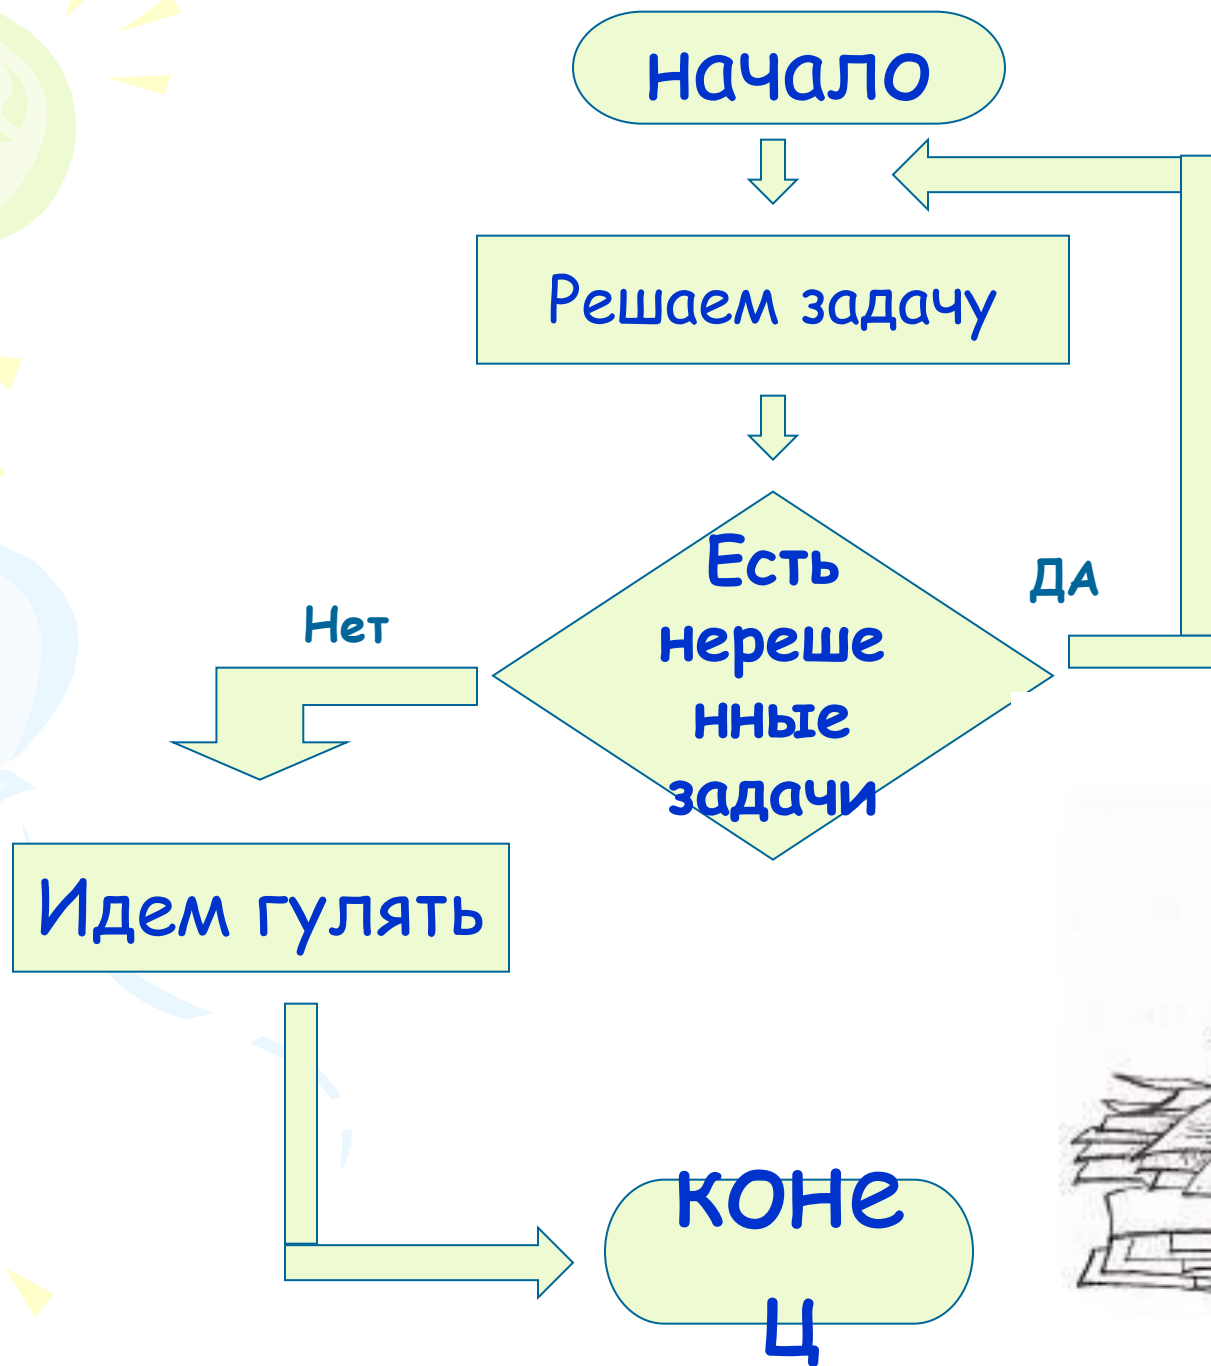 начало
Решаем задачу
Есть
нереше
нные
задачи
ДА
Нет
Идем гулять
коне
ц